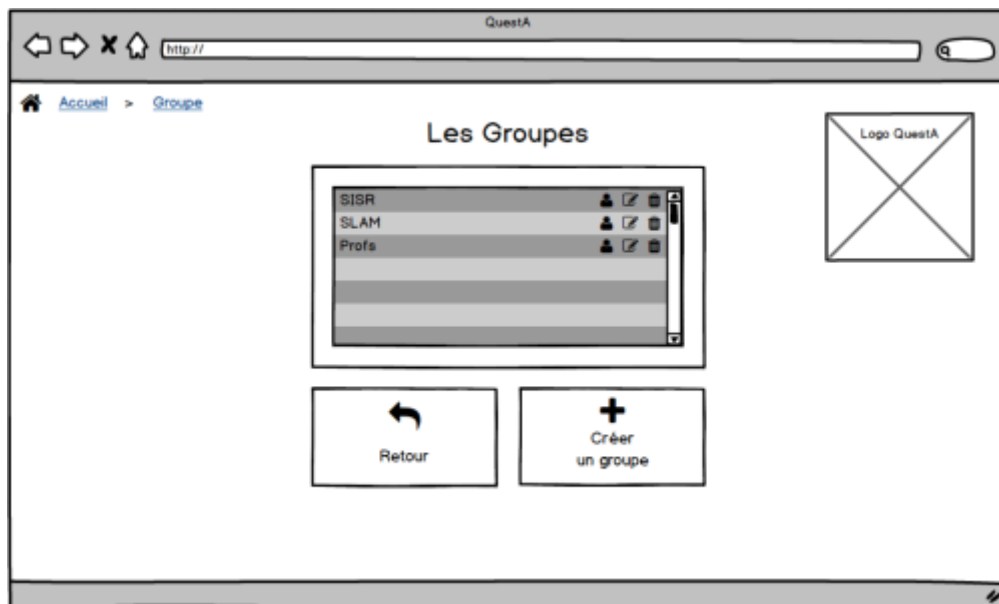 QuestA
http://
Accueil > Groupe
Les Groupes
Logo QuestA
SISR
SLAM
Profs
Retour
Créer
un groupe